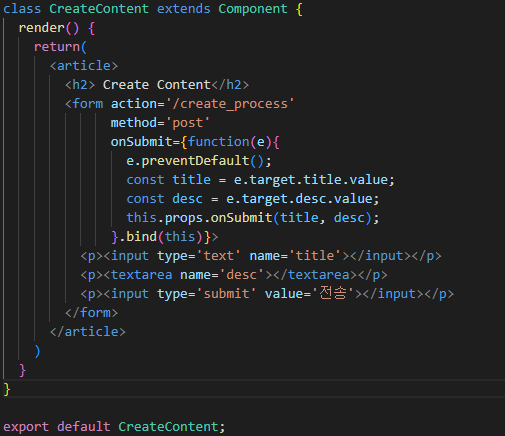 class CreateContent extends Component {
  render() {
    return(
      <article>
        <h2> Create Content</h2>
        <form action='/create_process'
              method='post'
              onSubmit={function(e){
                e.preventDefault();
                const title = e.target.title.value;
                const desc = e.target.desc.value;
                this.props.onSubmit(title, desc);
              }.bind(this)}>
          <p><input type='text' name='title'></input></p>
          <p><textarea name='desc'></textarea></p>
          <p><input type='submit' value='전송'></input></p>
        </form>
      </article>
    )
  }
}
export default CreateContent;